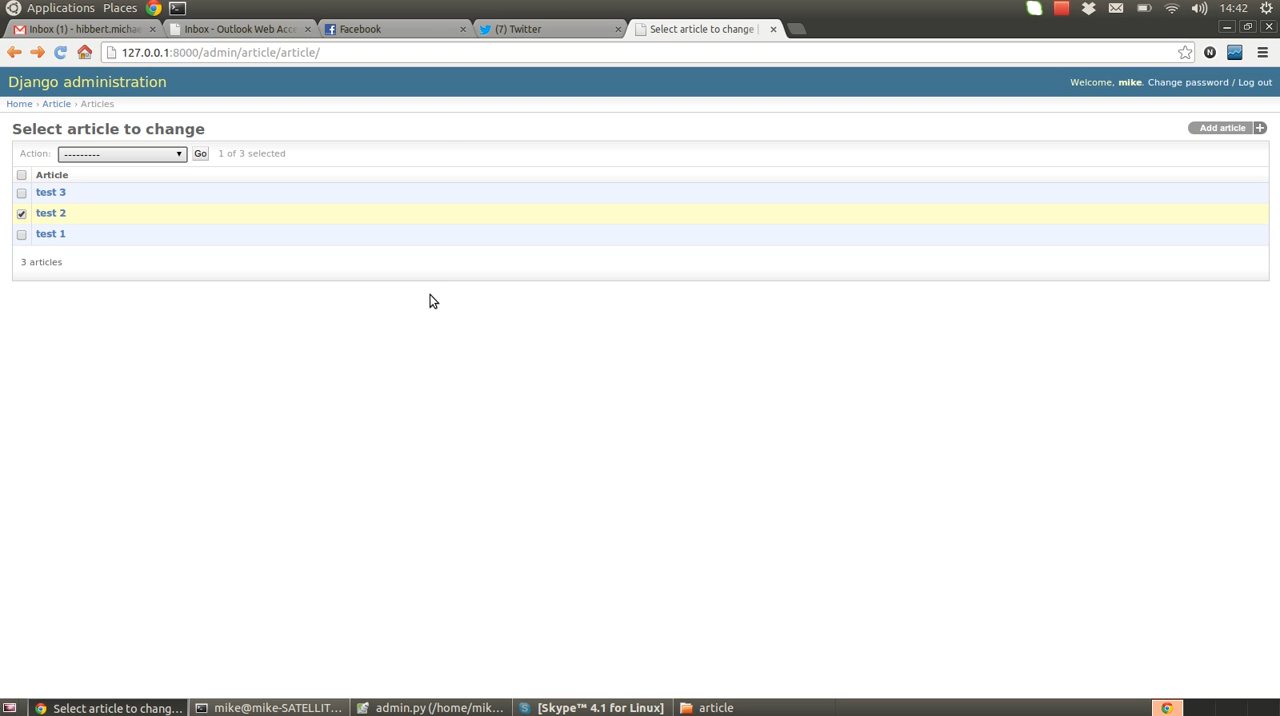 Applications Places 14:42
Inbox (1) - hibbert.michae
Inbox - Outlook Web Acce
Facebook
(7) Twitter
Select article to change |
127.0.0.1:8000/admin/article/article/
N
Django administration
Welcome, mike. Change password / Log out
Home › Article › Articles
Select article to change
Add article +
Action: --------- Go 1 of 3 selected
Article
test 3
test 2
test 1
3 articles
Select article to chang...
mike@mike-SATELLIT...
admin.py (/home/mik...
[Skype™ 4.1 for Linux]
article